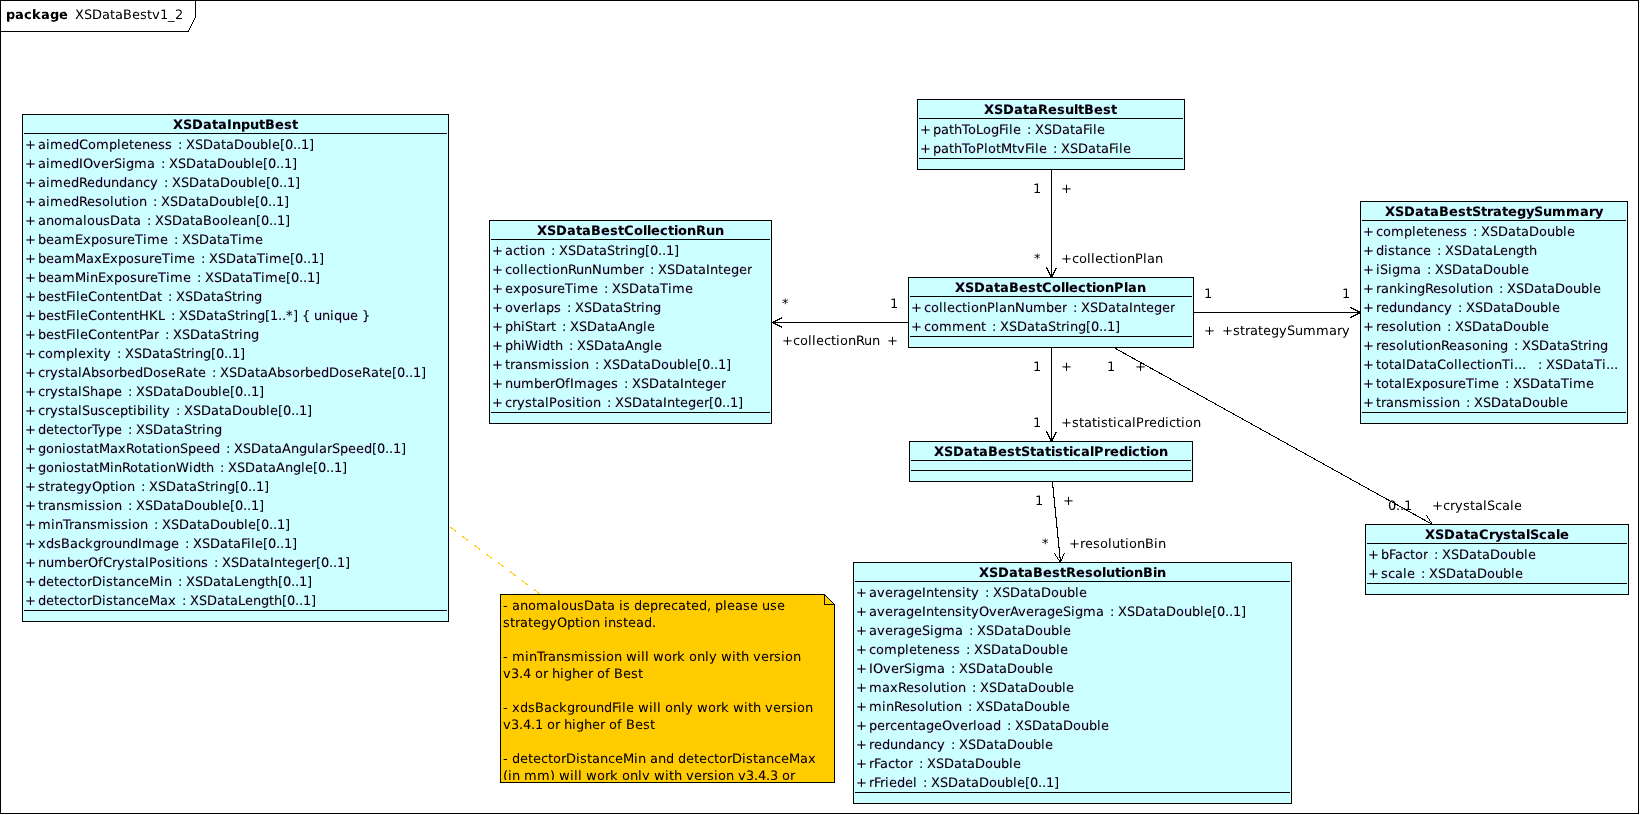 package XSDataBestv1_2
XSDataInputBest
+ aimedCompleteness : XSDataDouble[0..1]
+ aimedIOverSigma : XSDataDouble[0..1]
+ aimedRedundancy : XSDataDouble[0..1]
+ aimedResolution : XSDataDouble[0..1]
+ anomalousData : XSDataBoolean[0..1]
+ beamExposureTime : XSDataTime
+ beamMaxExposureTime : XSDataTime[0..1]
+ beamMinExposureTime : XSDataTime[0..1]
+ bestFileContentDat : XSDataString
+ bestFileContentHKL : XSDataString[1..*] { unique }
+ bestFileContentPar : XSDataString
+ complexity : XSDataString[0..1]
+ crystalAbsorbedDoseRate : XSDataAbsorbedDoseRate[0..1]
+ crystalShape : XSDataDouble[0..1]
+ crystalSusceptibility : XSDataDouble[0..1]
+ detectorType : XSDataString
+ goniostatMaxRotationSpeed : XSDataAngularSpeed[0..1]
+ goniostatMinRotationWidth : XSDataAngle[0..1]
+ strategyOption : XSDataString[0..1]
+ transmission : XSDataDouble[0..1]
+ minTransmission : XSDataDouble[0..1]
+ xdsBackgroundImage : XSDataFile[0..1]
+ numberOfCrystalPositions : XSDataInteger[0..1]
+ detectorDistanceMin : XSDataLength[0..1]
+ detectorDistanceMax : XSDataLength[0..1]
- anomalousData is deprecated, please use
strategyOption instead.
- minTransmission will work only with version
v3.4 or higher of Best
- xdsBackgroundFile will only work with version
v3.4.1 or higher of Best
- detectorDistanceMin and detectorDistanceMax
(in mm) will work only with version v3.4.3 or
XSDataBestCollectionRun
+ action : XSDataString[0..1]
+ collectionRunNumber : XSDataInteger
+ exposureTime : XSDataTime
+ overlaps : XSDataString
+ phiStart : XSDataAngle
+ phiWidth : XSDataAngle
+ transmission : XSDataDouble[0..1]
+ numberOfImages : XSDataInteger
+ crystalPosition : XSDataInteger[0..1]
* 1
+collectionRun +
XSDataResultBest
+ pathToLogFile : XSDataFile
+ pathToPlotMtvFile : XSDataFile
1 +
* +collectionPlan
XSDataBestCollectionPlan
+ collectionPlanNumber : XSDataInteger
+ comment : XSDataString[0..1]
1 1
+ +strategySummary
1 + 1 +
1 +statisticalPrediction
XSDataBestStatisticalPrediction
1 +
* +resolutionBin
XSDataBestResolutionBin
+ averageIntensity : XSDataDouble
+ averageIntensityOverAverageSigma : XSDataDouble[0..1]
+ averageSigma : XSDataDouble
+ completeness : XSDataDouble
+ IOverSigma : XSDataDouble
+ maxResolution : XSDataDouble
+ minResolution : XSDataDouble
+ percentageOverload : XSDataDouble
+ redundancy : XSDataDouble
+ rFactor : XSDataDouble
+ rFriedel : XSDataDouble[0..1]
XSDataBestStrategySummary
+ completeness : XSDataDouble
+ distance : XSDataLength
+ iSigma : XSDataDouble
+ rankingResolution : XSDataDouble
+ redundancy : XSDataDouble
+ resolution : XSDataDouble
+ resolutionReasoning : XSDataString
+ totalDataCollectionTi... : XSDataTi...
+ totalExposureTime : XSDataTime
+ transmission : XSDataDouble
0..1 +crystalScale
XSDataCrystalScale
+ bFactor : XSDataDouble
+ scale : XSDataDouble